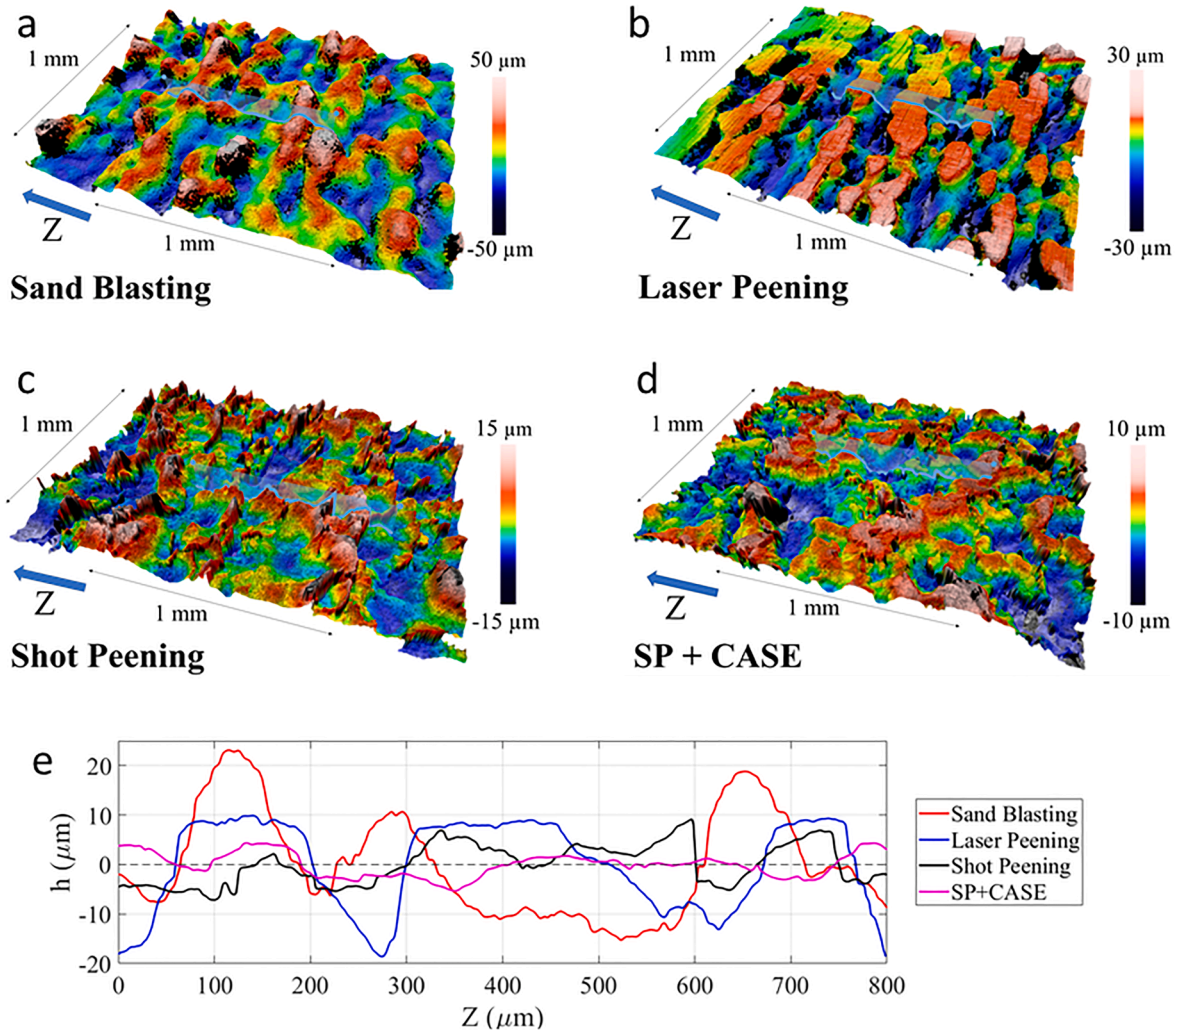 a
1 mm
50 µm
-50 µm
Z
1 mm
Sand Blasting
b
1 mm
30 µm
-30 µm
Z
1 mm
Laser Peening
c
1 mm
15 µm
-15 µm
Z
1 mm
Shot Peening
d
1 mm
10 µm
-10 µm
Z
1 mm
SP + CASE
e
h (µm)
20
10
0
-10
-20
0 100 200 300 400 500 600 700 800
Z (µm)
Sand Blasting
Laser Peening
Shot Peening
SP+CASE